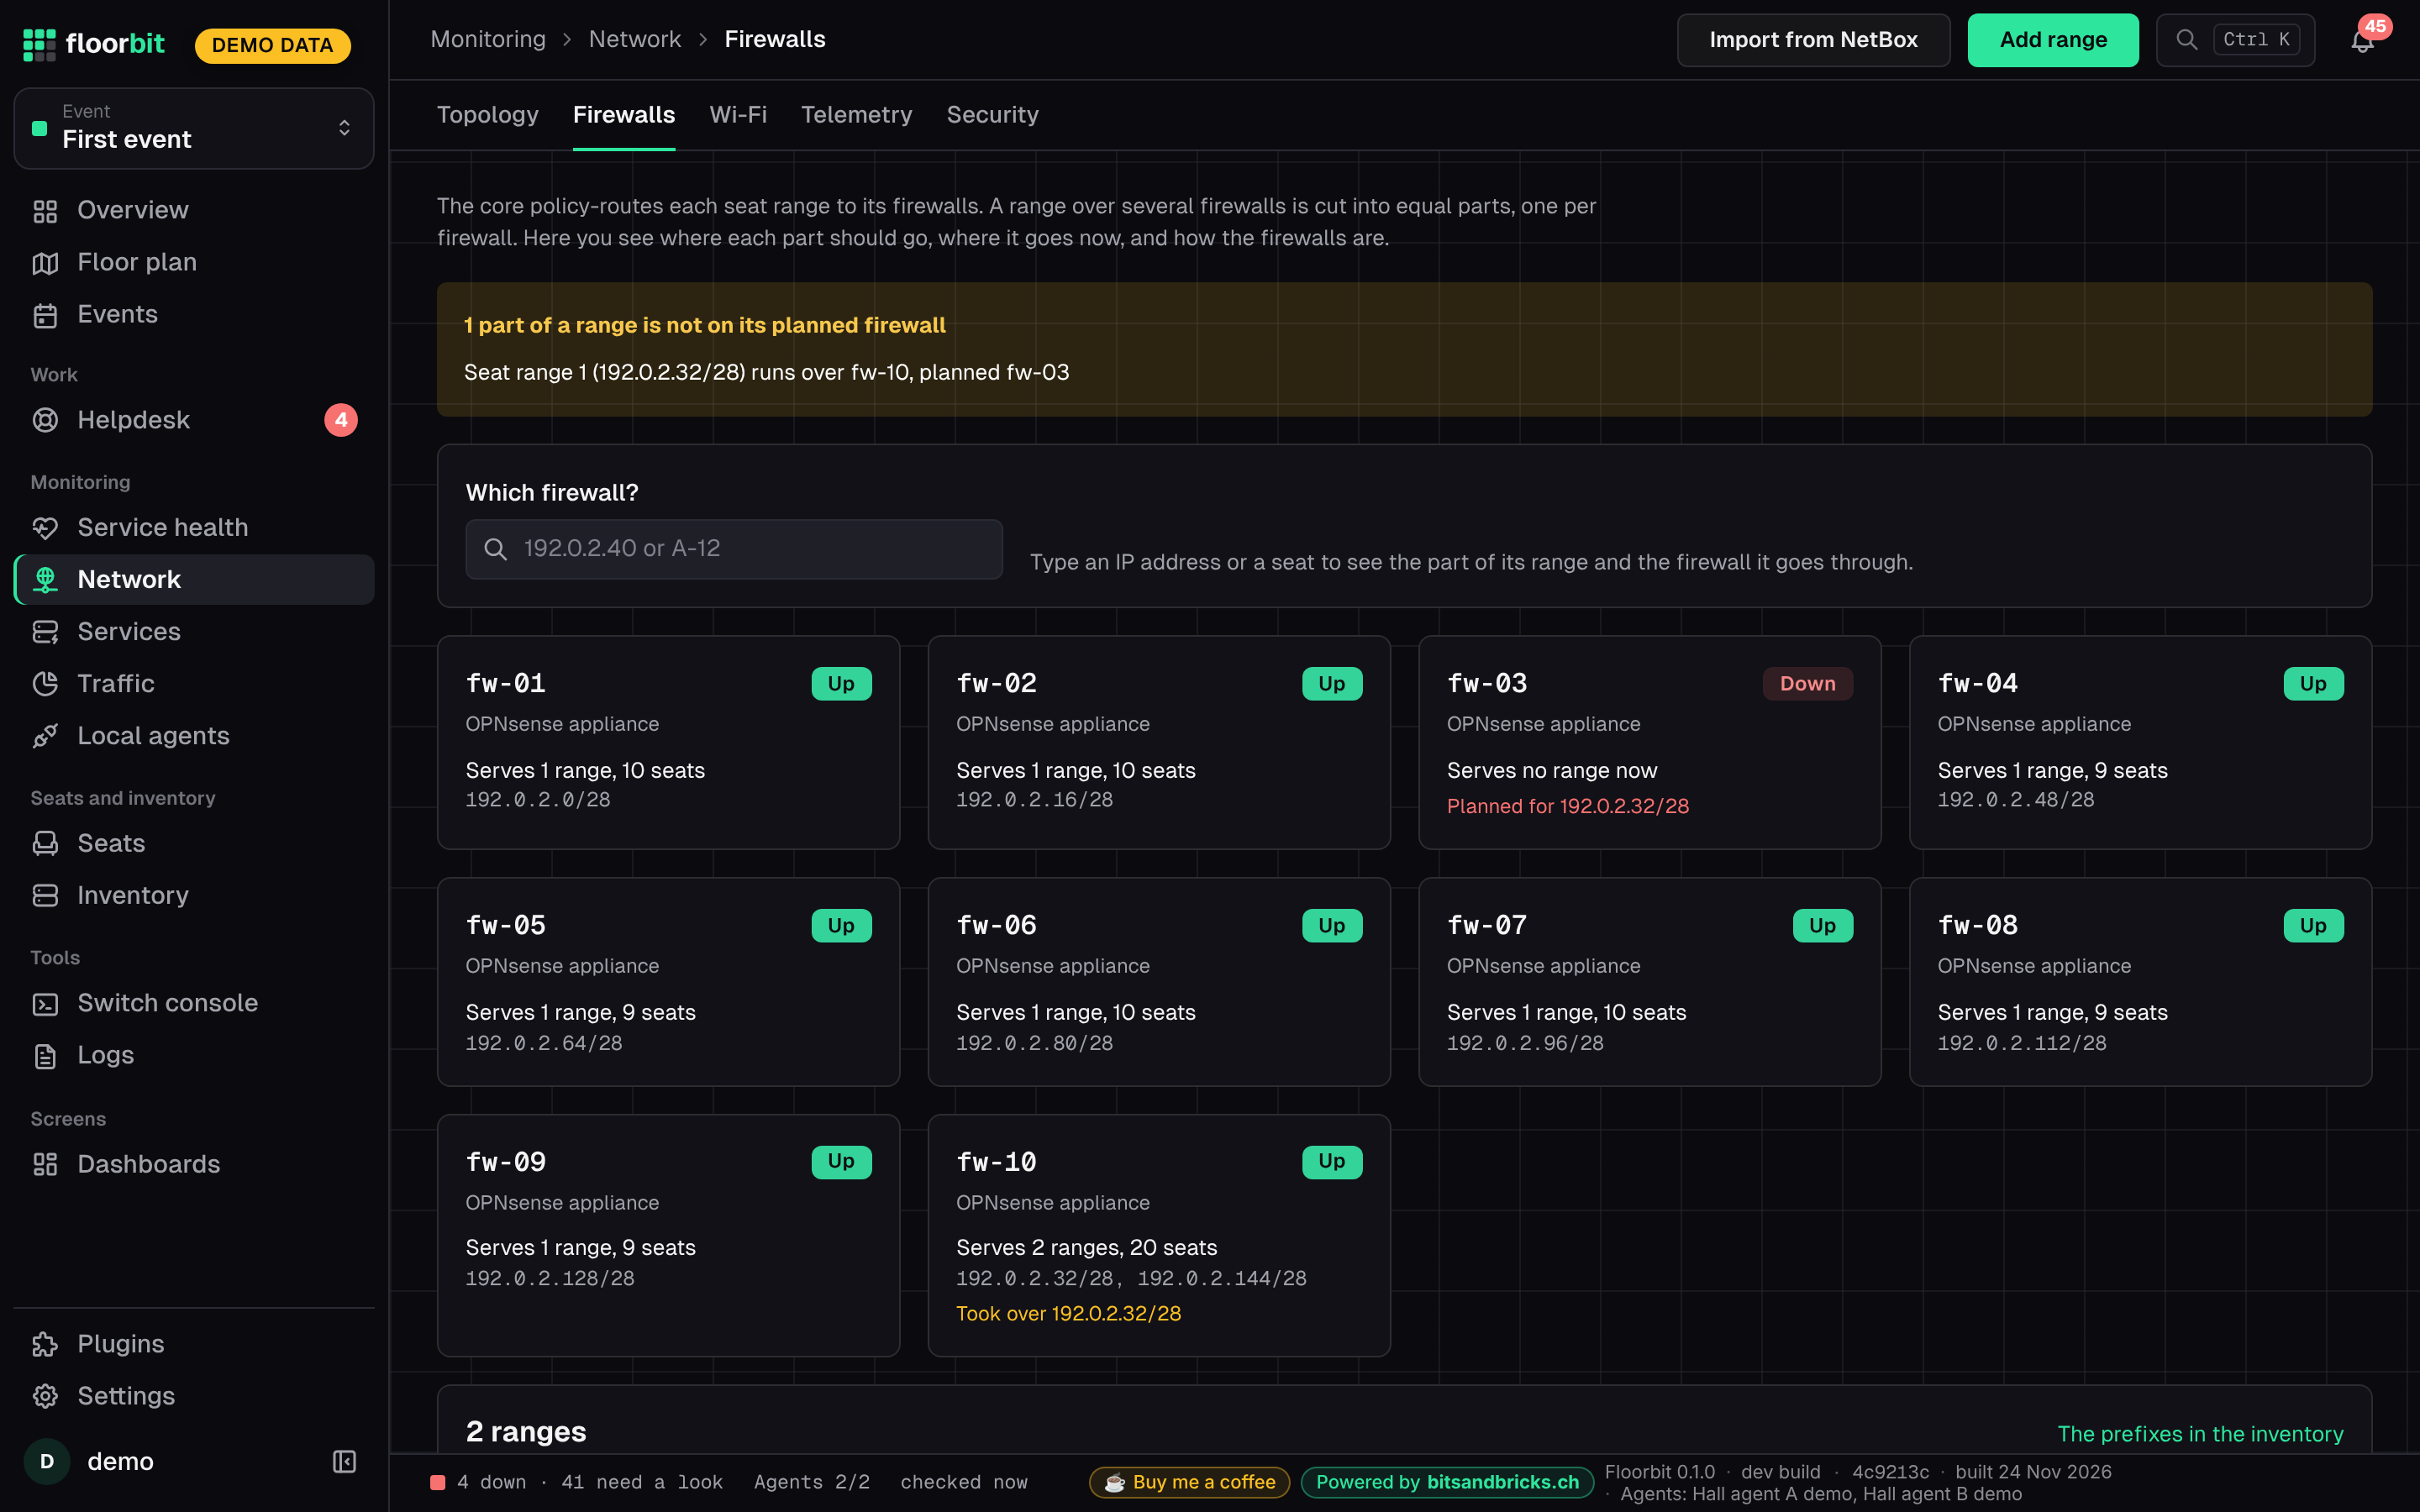 floorbit
DEMO DATA
Event
First event
Overview
Floor plan
Events
Work
Helpdesk
4
Monitoring
Service health
Network
Services
Traffic
Local agents
Seats and inventory
Seats
Inventory
Tools
Switch console
Logs
Screens
Dashboards
Plugins
Settings
D
demo
Monitoring > Network > Firewalls
Import from NetBox
Add range
Ctrl K
45
Topology
Firewalls
Wi-Fi
Telemetry
Security
The core policy-routes each seat range to its firewalls. A range over several firewalls is cut into equal parts, one per
firewall. Here you see where each part should go, where it goes now, and how the firewalls are.
1 part of a range is not on its planned firewall
Seat range 1 (192.0.2.32/28) runs over fw-10, planned fw-03
Which firewall?
192.0.2.40 or A-12
Type an IP address or a seat to see the part of its range and the firewall it goes through.
fw-01
Up
OPNsense appliance
Serves 1 range, 10 seats
192.0.2.0/28
fw-02
Up
OPNsense appliance
Serves 1 range, 10 seats
192.0.2.16/28
fw-03
Down
OPNsense appliance
Serves no range now
Planned for 192.0.2.32/28
fw-04
Up
OPNsense appliance
Serves 1 range, 9 seats
192.0.2.48/28
fw-05
Up
OPNsense appliance
Serves 1 range, 9 seats
192.0.2.64/28
fw-06
Up
OPNsense appliance
Serves 1 range, 10 seats
192.0.2.80/28
fw-07
Up
OPNsense appliance
Serves 1 range, 10 seats
192.0.2.96/28
fw-08
Up
OPNsense appliance
Serves 1 range, 9 seats
192.0.2.112/28
fw-09
Up
OPNsense appliance
Serves 1 range, 9 seats
192.0.2.128/28
fw-10
Up
OPNsense appliance
Serves 2 ranges, 20 seats
192.0.2.32/28, 192.0.2.144/28
Took over 192.0.2.32/28
2 ranges
The prefixes in the inventory
4 down · 41 need a look
Agents 2/2
checked now
Buy me a coffee
Powered by bitsandbricks.ch
Floorbit 0.1.0 · dev build · 4c9213c · built 24 Nov 2026
· Agents: Hall agent A demo, Hall agent B demo